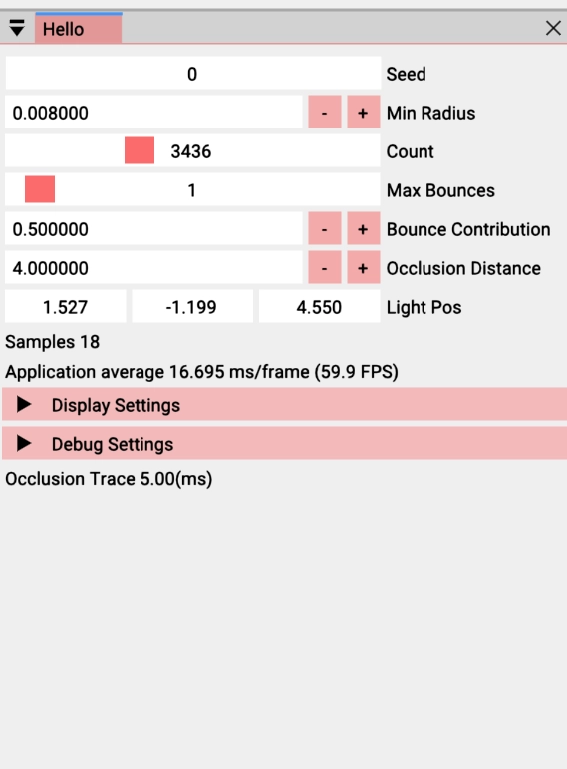 Hello
0 Seed
0.008000 - + Min Radius
3436 Count
1 Max Bounces
0.500000 - + Bounce Contribution
4.000000 - + Occlusion Distance
1.527 -1.199 4.550 Light Pos
Samples 18
Application average 16.695 ms/frame (59.9 FPS)
Display Settings
Debug Settings
Occlusion Trace 5.00(ms)